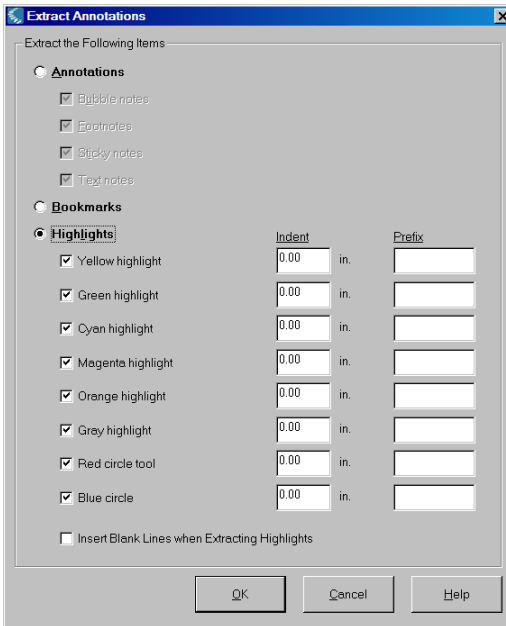 Extract Annotations
Extract the Following Items
Annotations
Bubble notes
Footnotes
Sticky notes
Text notes
Bookmarks
Highlights Indent Prefix
Yellow highlight 0.00 in.
Green highlight 0.00 in.
Cyan highlight 0.00 in.
Magenta highlight 0.00 in.
Orange highlight 0.00 in.
Gray highlight 0.00 in.
Red circle tool 0.00 in.
Blue circle 0.00 in.
Insert Blank Lines when Extracting Highlights
OK Cancel Help